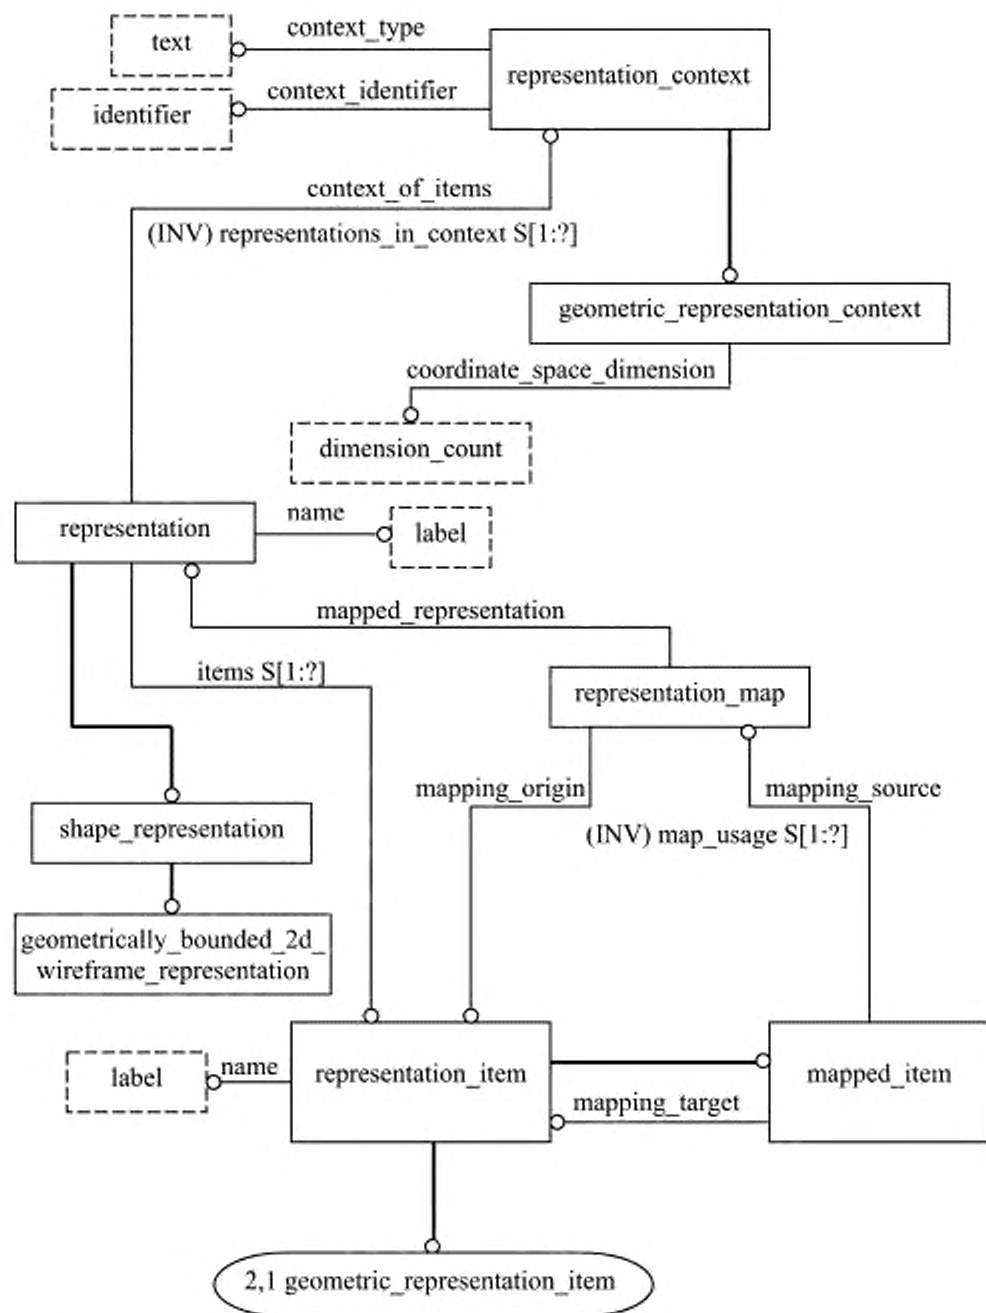 context_type
text
representation_context
context_identifier
identifier
context_of_items
(INV) representations_in_context S[1:?]
geometric_representation_context
coordinate_space_dimension
dimension_count
name
representation
label
mapped_representation
items S[1:?]
representation_map
mapping_origin
mapping_source
shape_representation
(INV) map_usage S[1:?]
geometrically_bounded_2d_
wireframe_representation
name
label
representation_item
mapped_item
mapping_target
2,1 geometric_representation_item